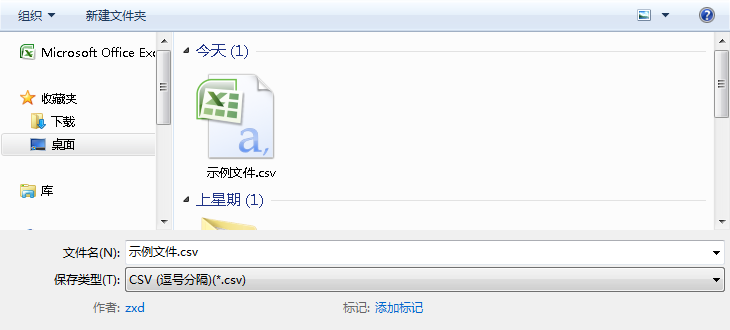 组织 新建文件夹
Microsoft Office Exc
收藏夹
下载
桌面
库
今天 (1)
示例文件.csv
上星期 (1)
文件名(N): 示例文件.csv
保存类型(T): CSV (逗号分隔)(*.csv)
作者: zxd 标记: 添加标记